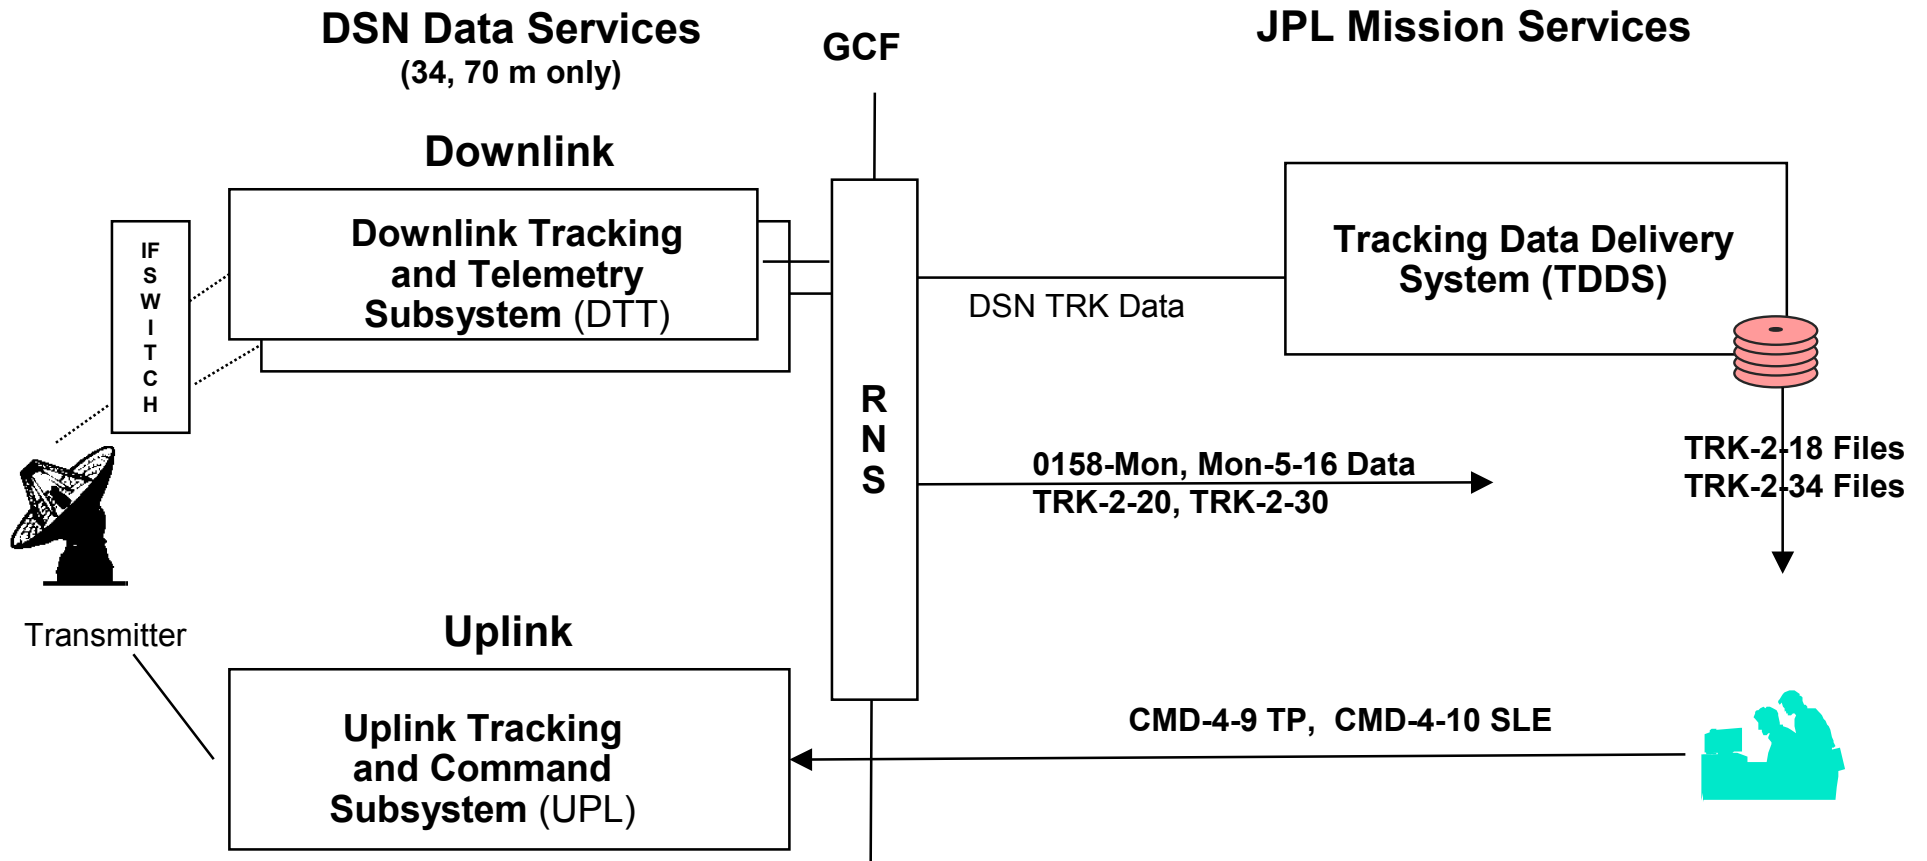 DSN Data Services
(34, 70 m only)
GCF
JPL Mission Services
Downlink
IF
S
W
I
T
C
H
Downlink Tracking
and Telemetry
Subsystem (DTT)
R
N
S
DSN TRK Data
Tracking Data Delivery
System (TDDS)
0158-Mon, Mon-5-16 Data
TRK-2-20, TRK-2-30
TRK-2-18 Files
TRK-2-34 Files
Transmitter
Uplink
Uplink Tracking
and Command
Subsystem (UPL)
CMD-4-9 TP, CMD-4-10 SLE